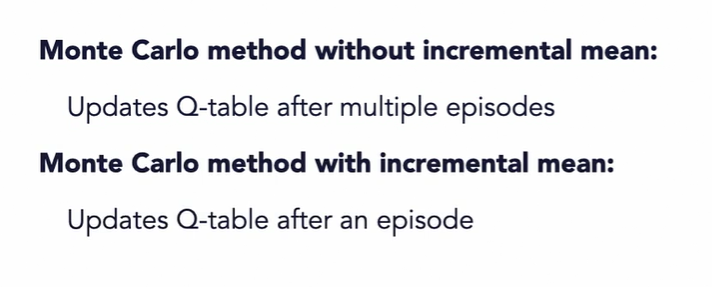 Monte Carlo method without incremental mean:
Updates Q-table after multiple episodes
Monte Carlo method with incremental mean:
Updates Q-table after an episode